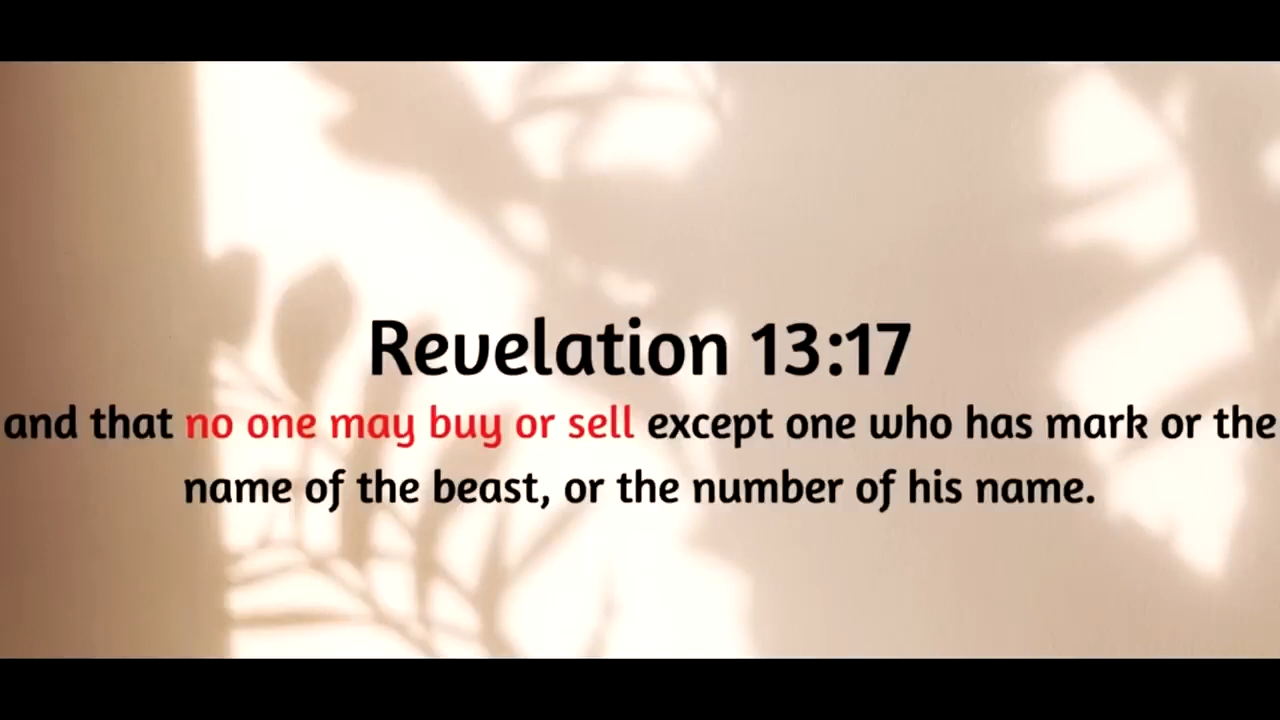 Revelation 13:17
and that no one may buy or sell except one who has mark or the
name of the beast, or the number of his name.